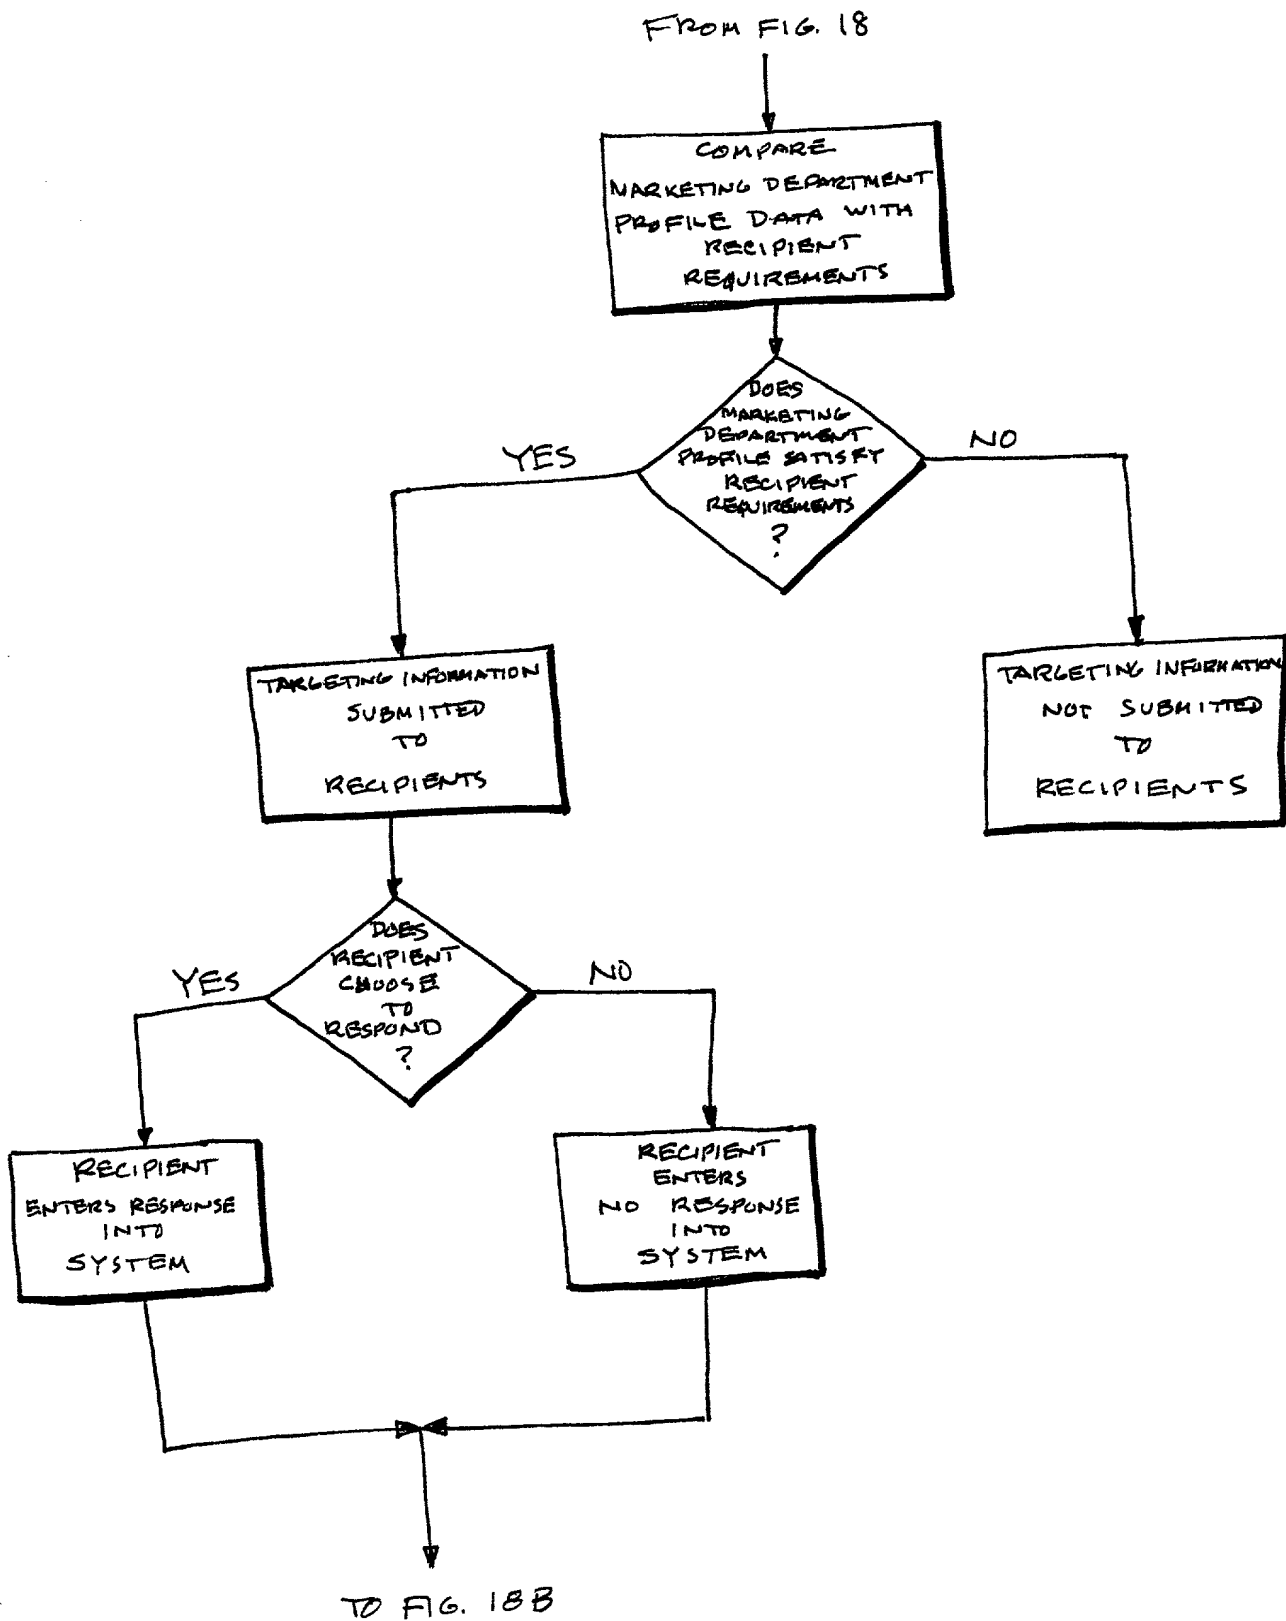 FROM FIG. 18
COMPARE
MARKETING DEPARTMENT
PROFILE DATA WITH
RECIPIENT
REQUIREMENTS
DOES
MARKETING
DEPARTMENT
PROFILE SATISFY
RECIPIENT
REQUIREMENTS
?
YES
NO
TARGETING INFORMATION
SUBMITTED
TO
RECIPIENTS
TARGETING INFORMATION
NOT SUBMITTED
TO
RECIPIENTS
DOES
RECIPIENT
CHOOSE
TO
RESPOND
?
YES
NO
RECIPIENT
ENTERS RESPONSE
INTO
SYSTEM
RECIPIENT
ENTERS
NO RESPONSE
INTO
SYSTEM
TO FIG. 18B